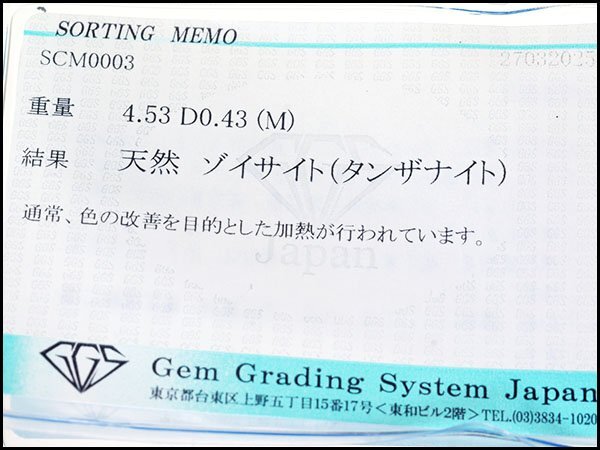 SORTING MEMO
SCM0003
27032025
重量 4.53 D0.43 (M)
結果 天然 ゾイサイト(タンザナイト)
通常、色の改善を目的とした加熱が行われています。
Japan
GGS
Gem Grading System Japan
東京都台東区上野五丁目15番17号<東和ビル2階>TEL.(03)3834-1020